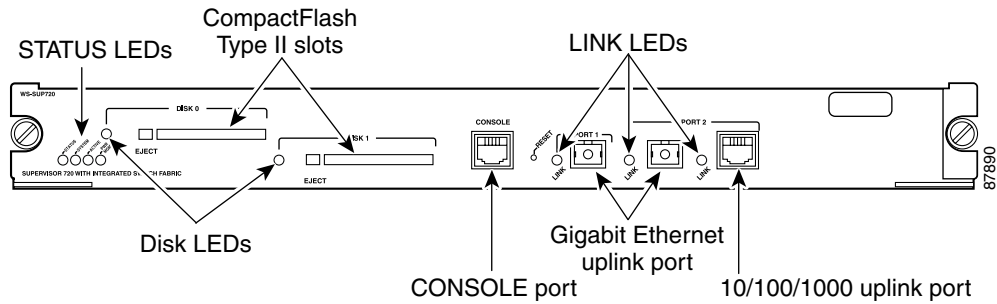 CompactFlash
Type II slots
STATUS LEDs
LINK LEDs
WS-SUP720
DISK 0
STATUS
SYSTEM
ACTIVE
PWR MGMT
EJECT
DISK 1
EJECT
SUPERVISOR 720 WITH INTEGRATED SWITCH FABRIC
CONSOLE
RESET
PORT 1
LINK
PORT 2
LINK
LINK
87890
Disk LEDs
Gigabit Ethernet
uplink port
CONSOLE port
10/100/1000 uplink port